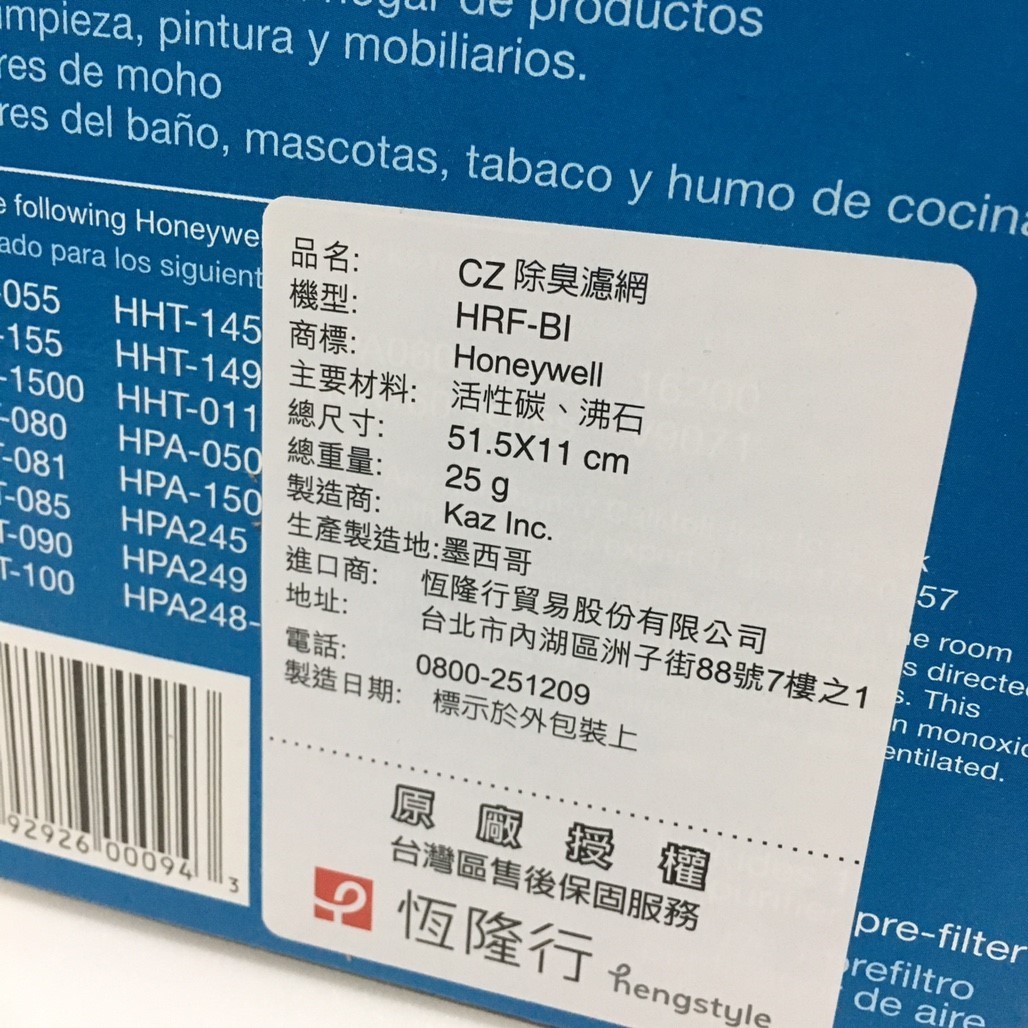 hogar de productos
impieza, pintura y mobiliarios.
res de moho
res del baño, mascotas, tabaco y humo de cocina
e following Honeywe
ado para los siguient
-055 HHT-145
-155 HHT-149
-1500 HHT-011
-080 HPA-050
T-081 HPA-150
T-085 HPA245
T-090 HPA249
T-100 HPA248-
92926 00094 3
品名: CZ 除臭濾網
機型: HRF-BI
商標: Honeywell
主要材料: 活性碳、沸石
總尺寸: 51.5X11 cm
總重量: 25 g
製造商: Kaz Inc.
生產製造地:墨西哥
進口商: 恆隆行貿易股份有限公司
地址: 台北市內湖區洲子街88號7樓之1
電話: 0800-251209
製造日期: 標示於外包裝上
原廠授權
台灣區售後保固服務
恆隆行 hengstyle
57
e room
s directe
s. This
n monoxid
entilated.
pre-filter
prefiltro
de aire